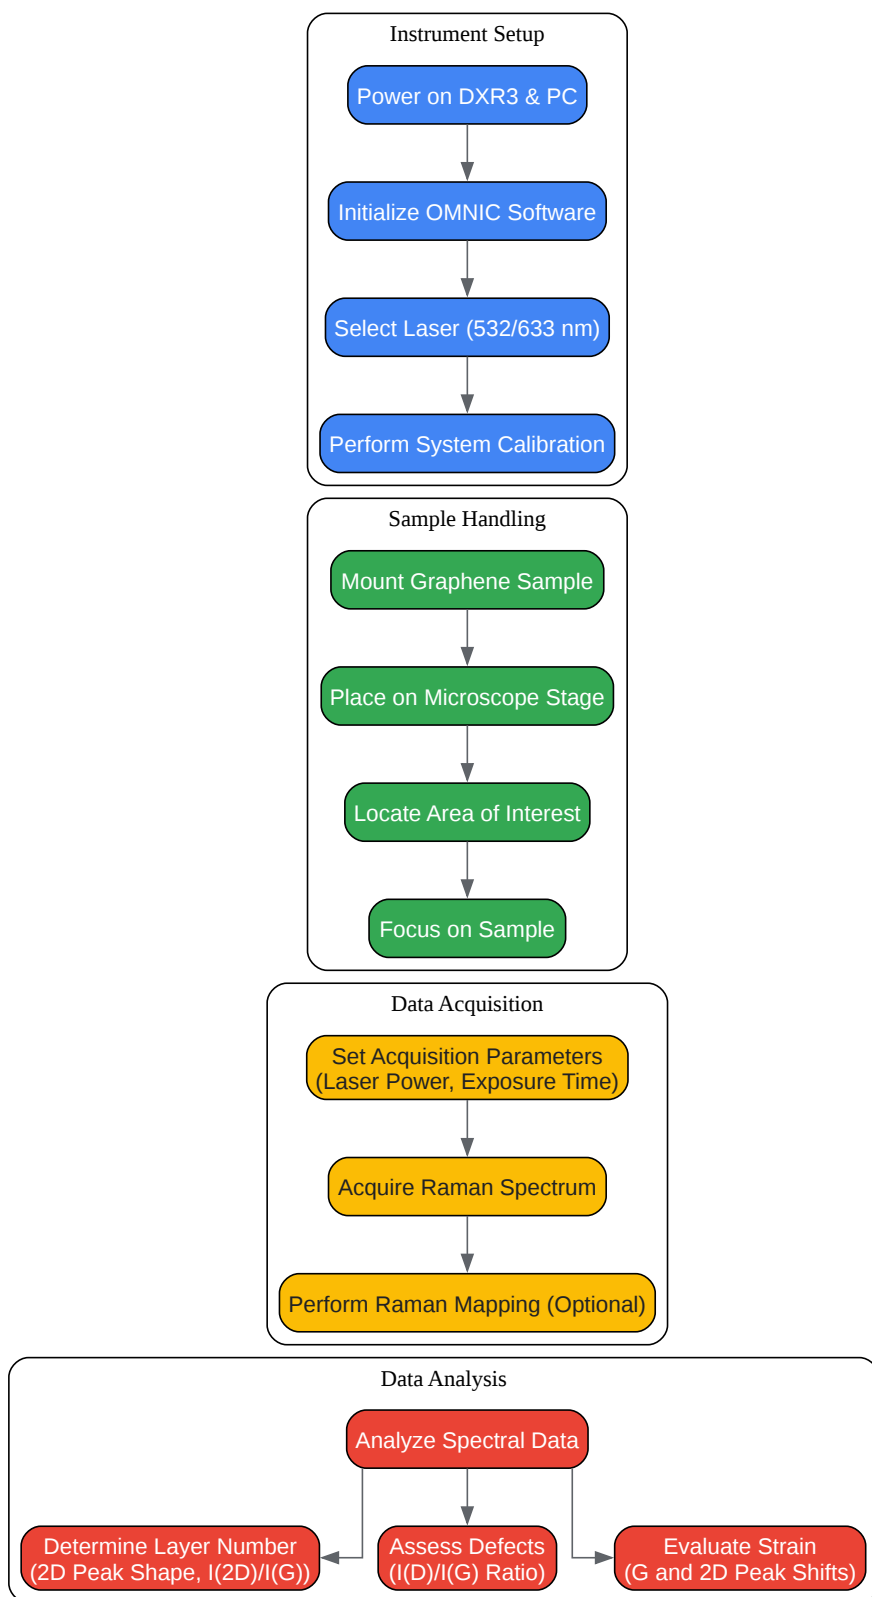 Instrument Setup
Power on DXR3 & PC
Initialize OMNIC Software
Select Laser (532/633 nm)
Perform System Calibration
Sample Handling
Mount Graphene Sample
Place on Microscope Stage
Locate Area of Interest
Focus on Sample
Data Acquisition
Set Acquisition Parameters
(Laser Power, Exposure Time)
Acquire Raman Spectrum
Perform Raman Mapping (Optional)
Data Analysis
Analyze Spectral Data
Determine Layer Number
(2D Peak Shape, I(2D)/I(G))
Assess Defects
(I(D)/I(G) Ratio)
Evaluate Strain
(G and 2D Peak Shifts)